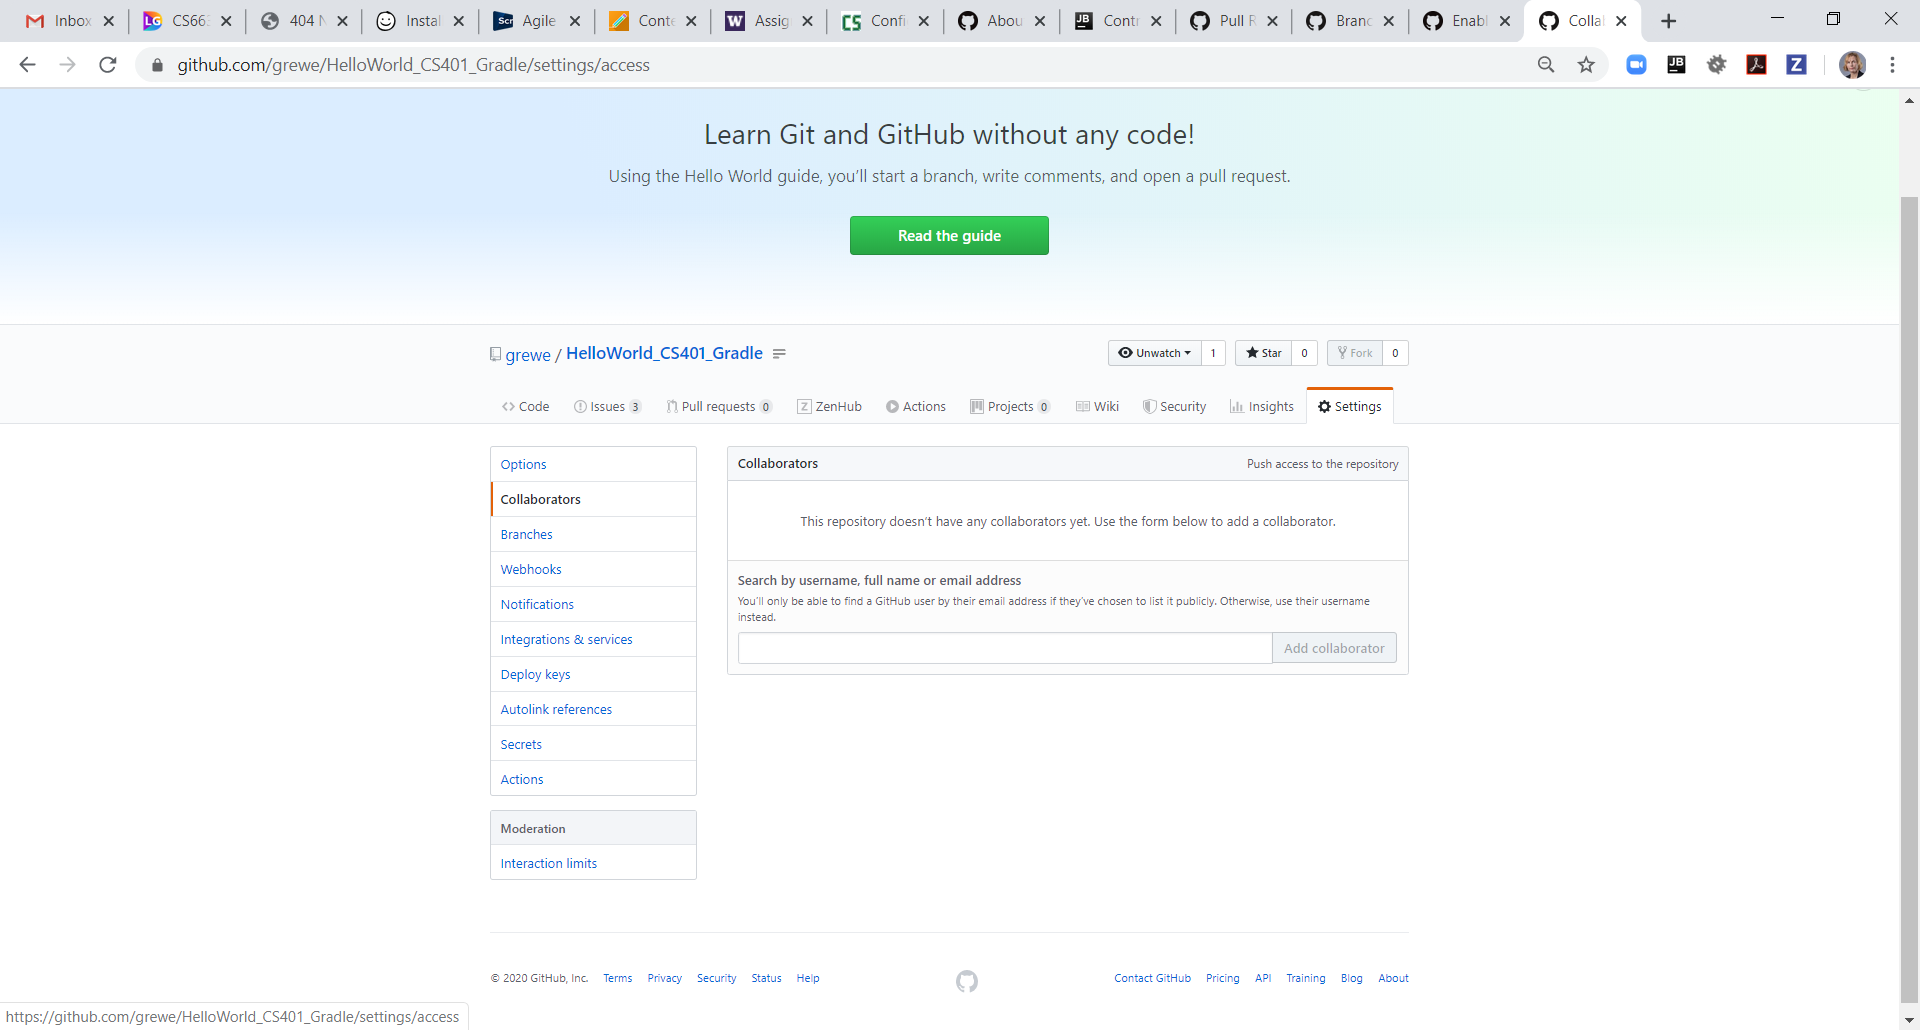 Inbox
CS663
404 N
Instal
Scr Agile
Conte
W Assig
CS Confi
Abou
JB Contr
Pull R
Branc
Enabl
Collab
github.com/grewe/HelloWorld_CS401_Gradle/settings/access
Learn Git and GitHub without any code!
Using the Hello World guide, you’ll start a branch, write comments, and open a pull request.
Read the guide
grewe / HelloWorld_CS401_Gradle
Unwatch 1 Star 0 Fork 0
Code Issues 3 Pull requests 0 ZenHub Actions Projects 0 Wiki Security Insights Settings
Options
Collaborators
Branches
Webhooks
Notifications
Integrations & services
Deploy keys
Autolink references
Secrets
Actions
Moderation
Interaction limits
Collaborators Push access to the repository
This repository doesn’t have any collaborators yet. Use the form below to add a collaborator.
Search by username, full name or email address
You’ll only be able to find a GitHub user by their email address if they’ve chosen to list it publicly. Otherwise, use their username
instead.
Add collaborator
© 2020 GitHub, Inc. Terms Privacy Security Status Help Contact GitHub Pricing API Training Blog About
https://github.com/grewe/HelloWorld_CS401_Gradle/settings/access